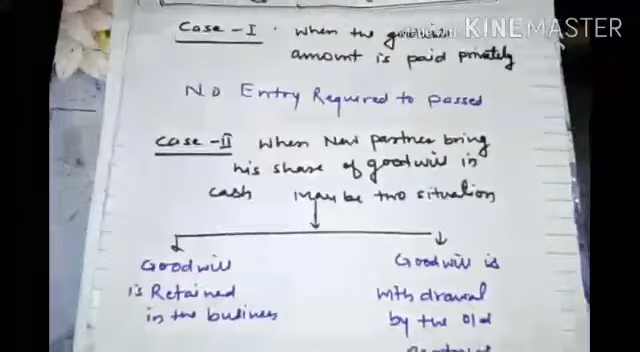 Case-I . When the
amount is paid privately
KINEMASTER
No Entry Required to passed
Case-II When New partner bring
his share of goodwill in
cash may be two situation
Goodwill
is Retained
in the business
Goodwill is
withdrawal
by the old